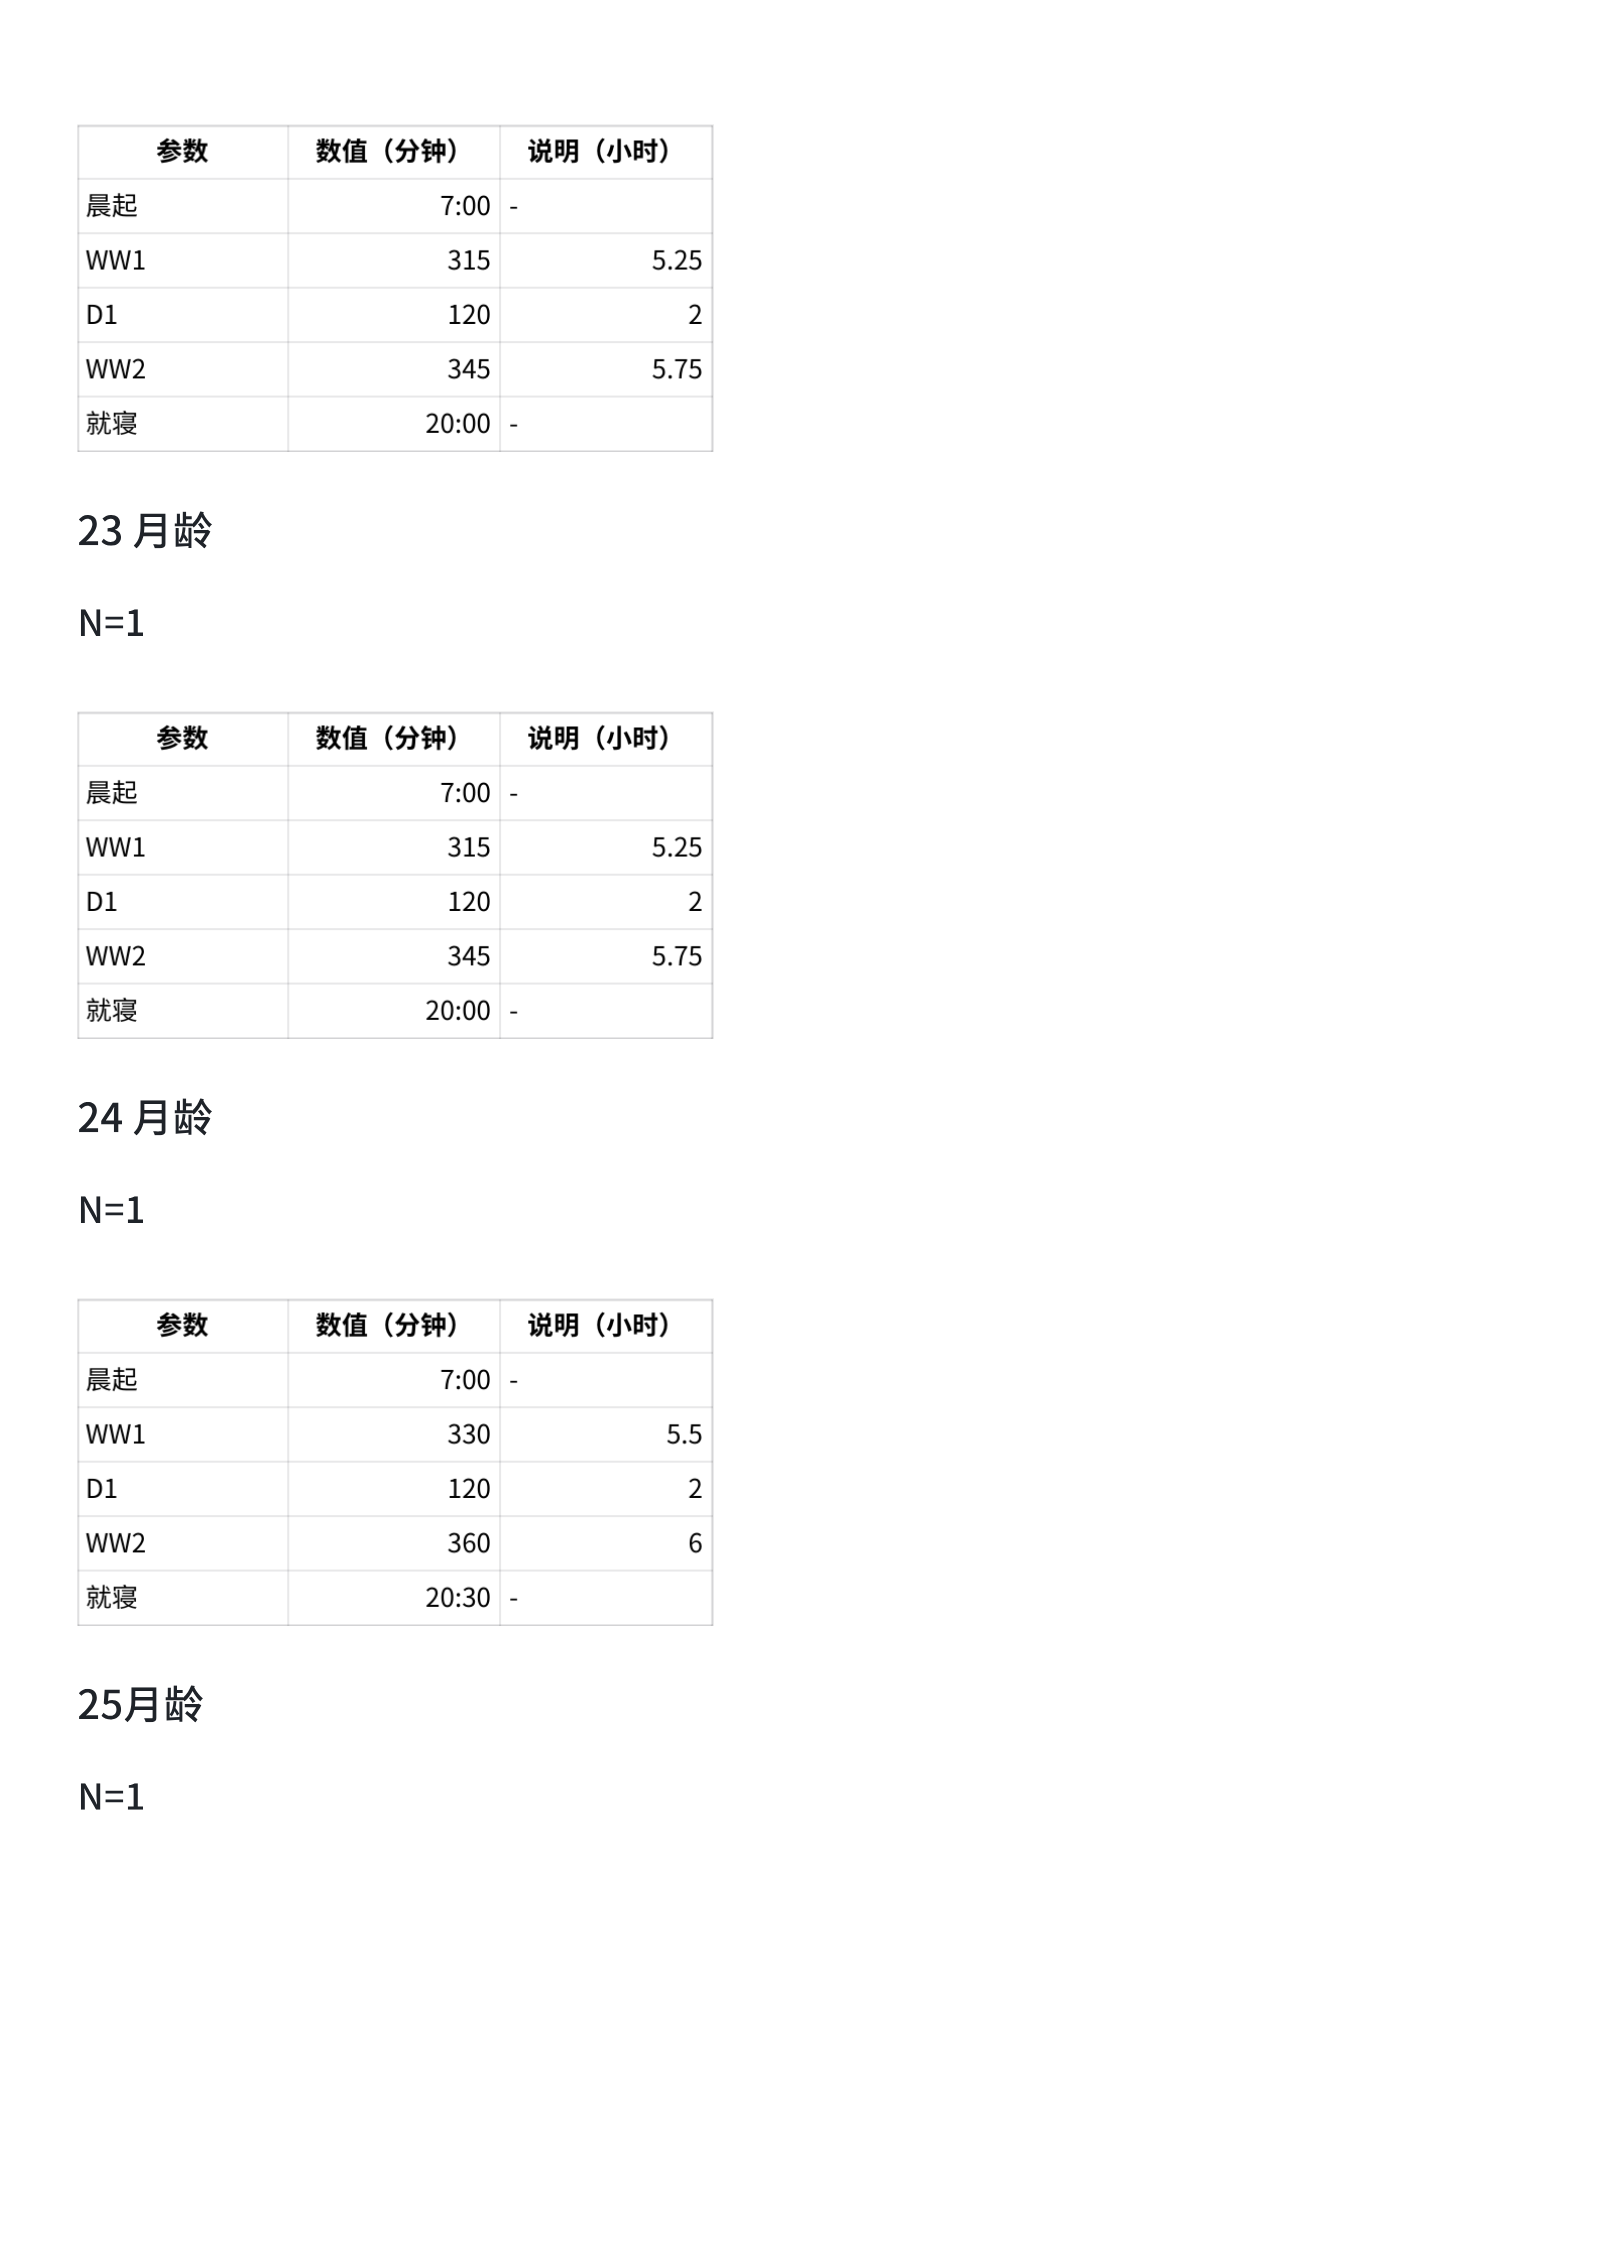 参数 数值（分钟） 说明（小时）
晨起 7:00 -
WW1 315 5.25
D1 120 2
WW2 345 5.75
就寝 20:00 -
23 月龄
N=1
参数 数值（分钟） 说明（小时）
晨起 7:00 -
WW1 315 5.25
D1 120 2
WW2 345 5.75
就寝 20:00 -
24 月龄
N=1
参数 数值（分钟） 说明（小时）
晨起 7:00 -
WW1 330 5.5
D1 120 2
WW2 360 6
就寝 20:30 -
25月龄
N=1